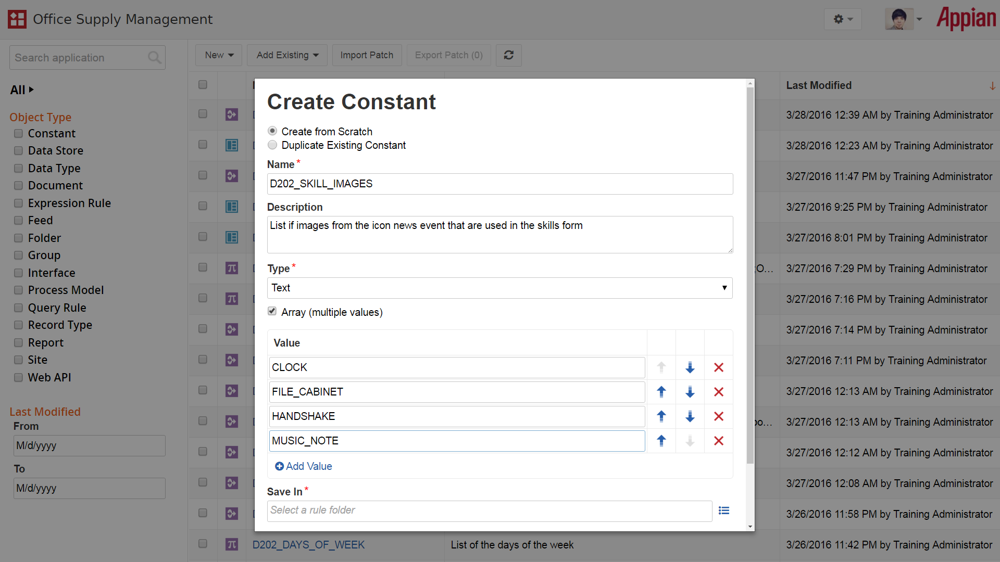 Office Supply Management
Appian
Search application
New
Add Existing
Import Patch
Export Patch (0)
All
Object Type
Constant
Data Store
Data Type
Document
Expression Rule
Feed
Folder
Group
Interface
Process Model
Query Rule
Record Type
Report
Site
Web API
Last Modified
From
M/d/yyyy
To
M/d/yyyy
Create Constant
Create from Scratch
Duplicate Existing Constant
Name *
D202_SKILL_IMAGES
Description
List if images from the icon news event that are used in the skills form
Type *
Text
Array (multiple values)
Value
CLOCK
FILE_CABINET
HANDSHAKE
MUSIC_NOTE
Add Value
Save In *
Select a rule folder
Last Modified
3/28/2016 12:39 AM by Training Administrator
3/28/2016 12:23 AM by Training Administrator
3/27/2016 11:47 PM by Training Administrator
3/27/2016 9:25 PM by Training Administrator
3/27/2016 8:01 PM by Training Administrator
;O... 3/27/2016 7:29 PM by Training Administrator
3/27/2016 7:16 PM by Training Administrator
3/27/2016 7:14 PM by Training Administrator
3/27/2016 7:11 PM by Training Administrator
3/27/2016 12:13 AM by Training Administrator
3/27/2016 12:13 AM by Training Administrator
3/27/2016 12:12 AM by Training Administrator
3/27/2016 12:08 AM by Training Administrator
3/26/2016 11:58 PM by Training Administrator
D202_DAYS_OF_WEEK List of the days of the week 3/26/2016 11:42 PM by Training Administrator